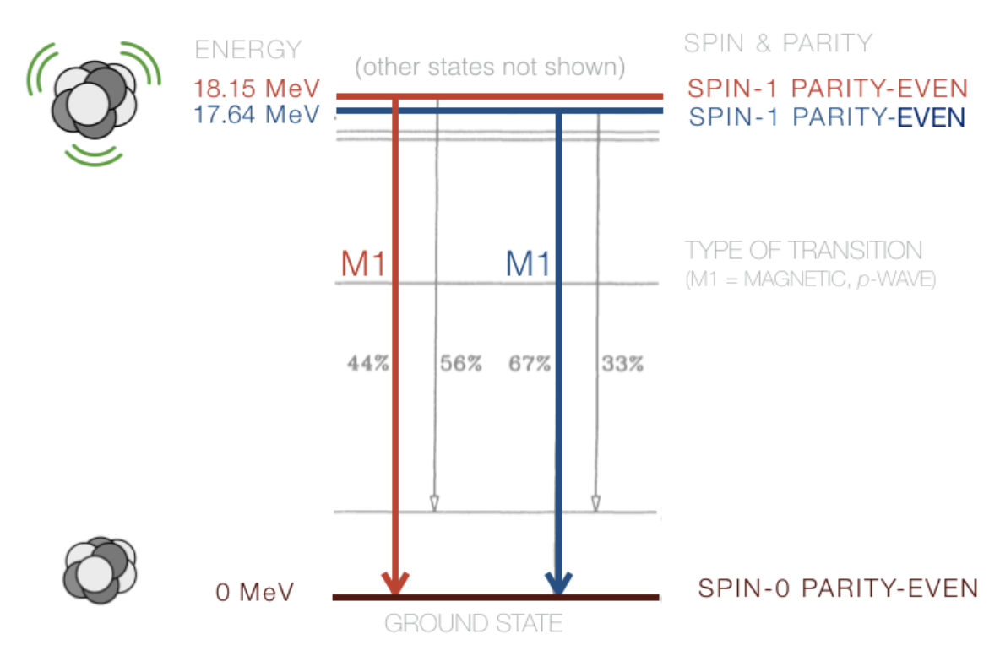 ENERGY
SPIN & PARITY
(other states not shown)
18.15 MeV
SPIN-1 PARITY-EVEN
17.64 MeV
SPIN-1 PARITY-EVEN
M1
M1
TYPE OF TRANSITION
(M1 = MAGNETIC, p-WAVE)
44%
56%
67%
33%
0 MeV
SPIN-0 PARITY-EVEN
GROUND STATE